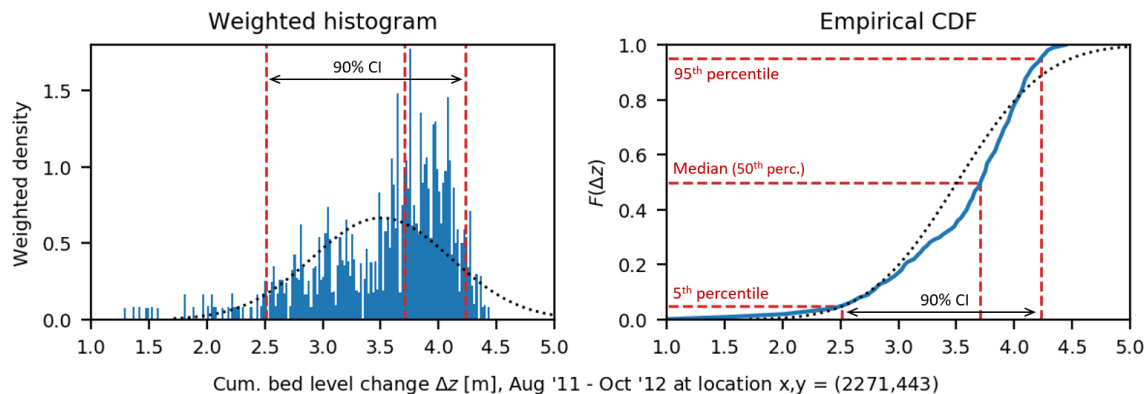 Weighted histogram
90% CI
Weighted density
1.5
1.0
0.5
0.0
1.0 1.5 2.0 2.5 3.0 3.5 4.0 4.5 5.0
Empirical CDF
95th percentile
Median (50th perc.)
5th percentile
90% CI
F(Δz)
1.0
0.8
0.6
0.4
0.2
0.0
1.0 1.5 2.0 2.5 3.0 3.5 4.0 4.5 5.0
Cum. bed level change Δz [m], Aug '11 - Oct '12 at location x,y = (2271,443)